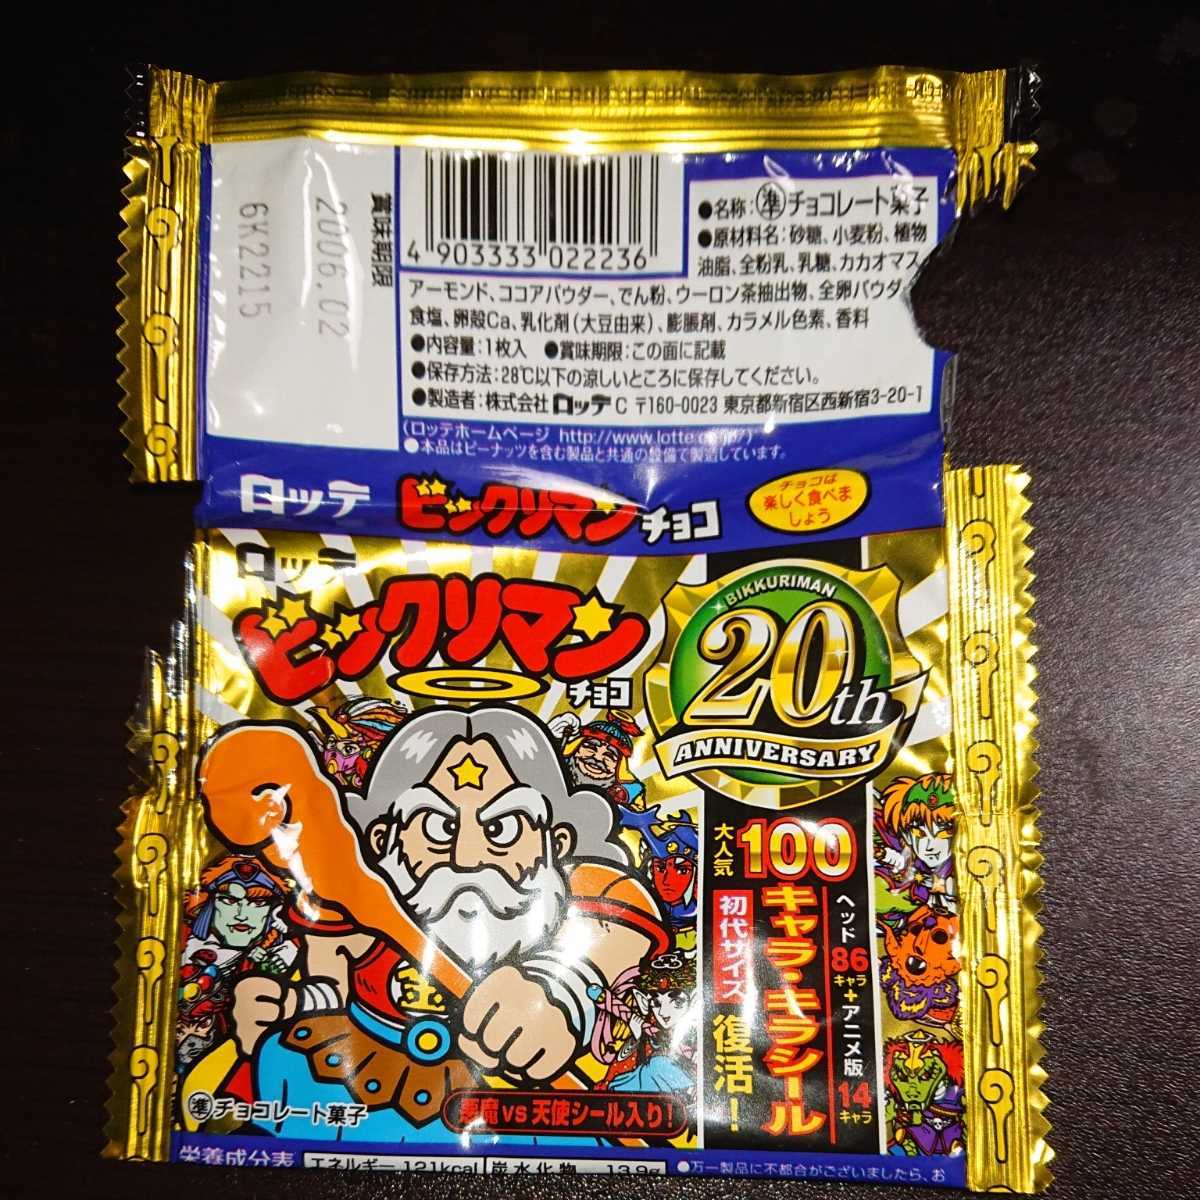 賞味期限
2006.02
6K2215
4 903333 022236
●名称:準チョコレート菓子
●原材料名:砂糖、小麦粉、植物
油脂、全粉乳、乳糖、カカオマス
アーモンド、ココアパウダー、でん粉、ウーロン茶抽出物、全卵パウダ
食塩、卵殻Ca、乳化剤(大豆由来)、膨脹剤、カラメル色素、香料
●内容量:1枚入 ●賞味期限:この面に記載
●保存方法:28℃以下の涼しいところに保存してください。
●製造者:株式会社ロッテC 〒160-0023 東京都新宿区西新宿3-20-1
(ロッテホームページ http://www.lotte.co.jp/)
●本品はピーナッツを含む製品と共通の設備で製造しています。
ロッテ ビックリマンチョコ
チョコは
楽しく食べま
しょう
ロッテ
ビックリマン
チョコ
BIKKURIMAN
20th
ANNIVERSARY
大人気100キャラ・キラシール
初代サイズ復活!
ヘッド86キャラ+アニメ版14キャラ
全
悪魔vs天使シール入り!
準チョコレート菓子
栄養成分表 エネルギー 121kcal 炭水化物 13.9g
●万一製品に不都合がございましたら、お